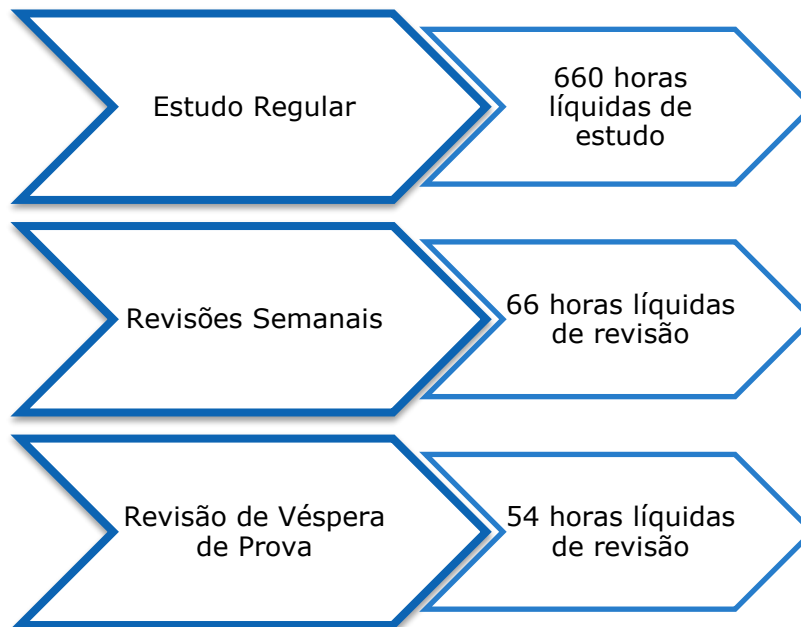 Estudo Regular
660 horas
líquidas de
estudo
Revisões Semanais
66 horas líquidas
de revisão
Revisão de Véspera
de Prova
54 horas líquidas
de revisão